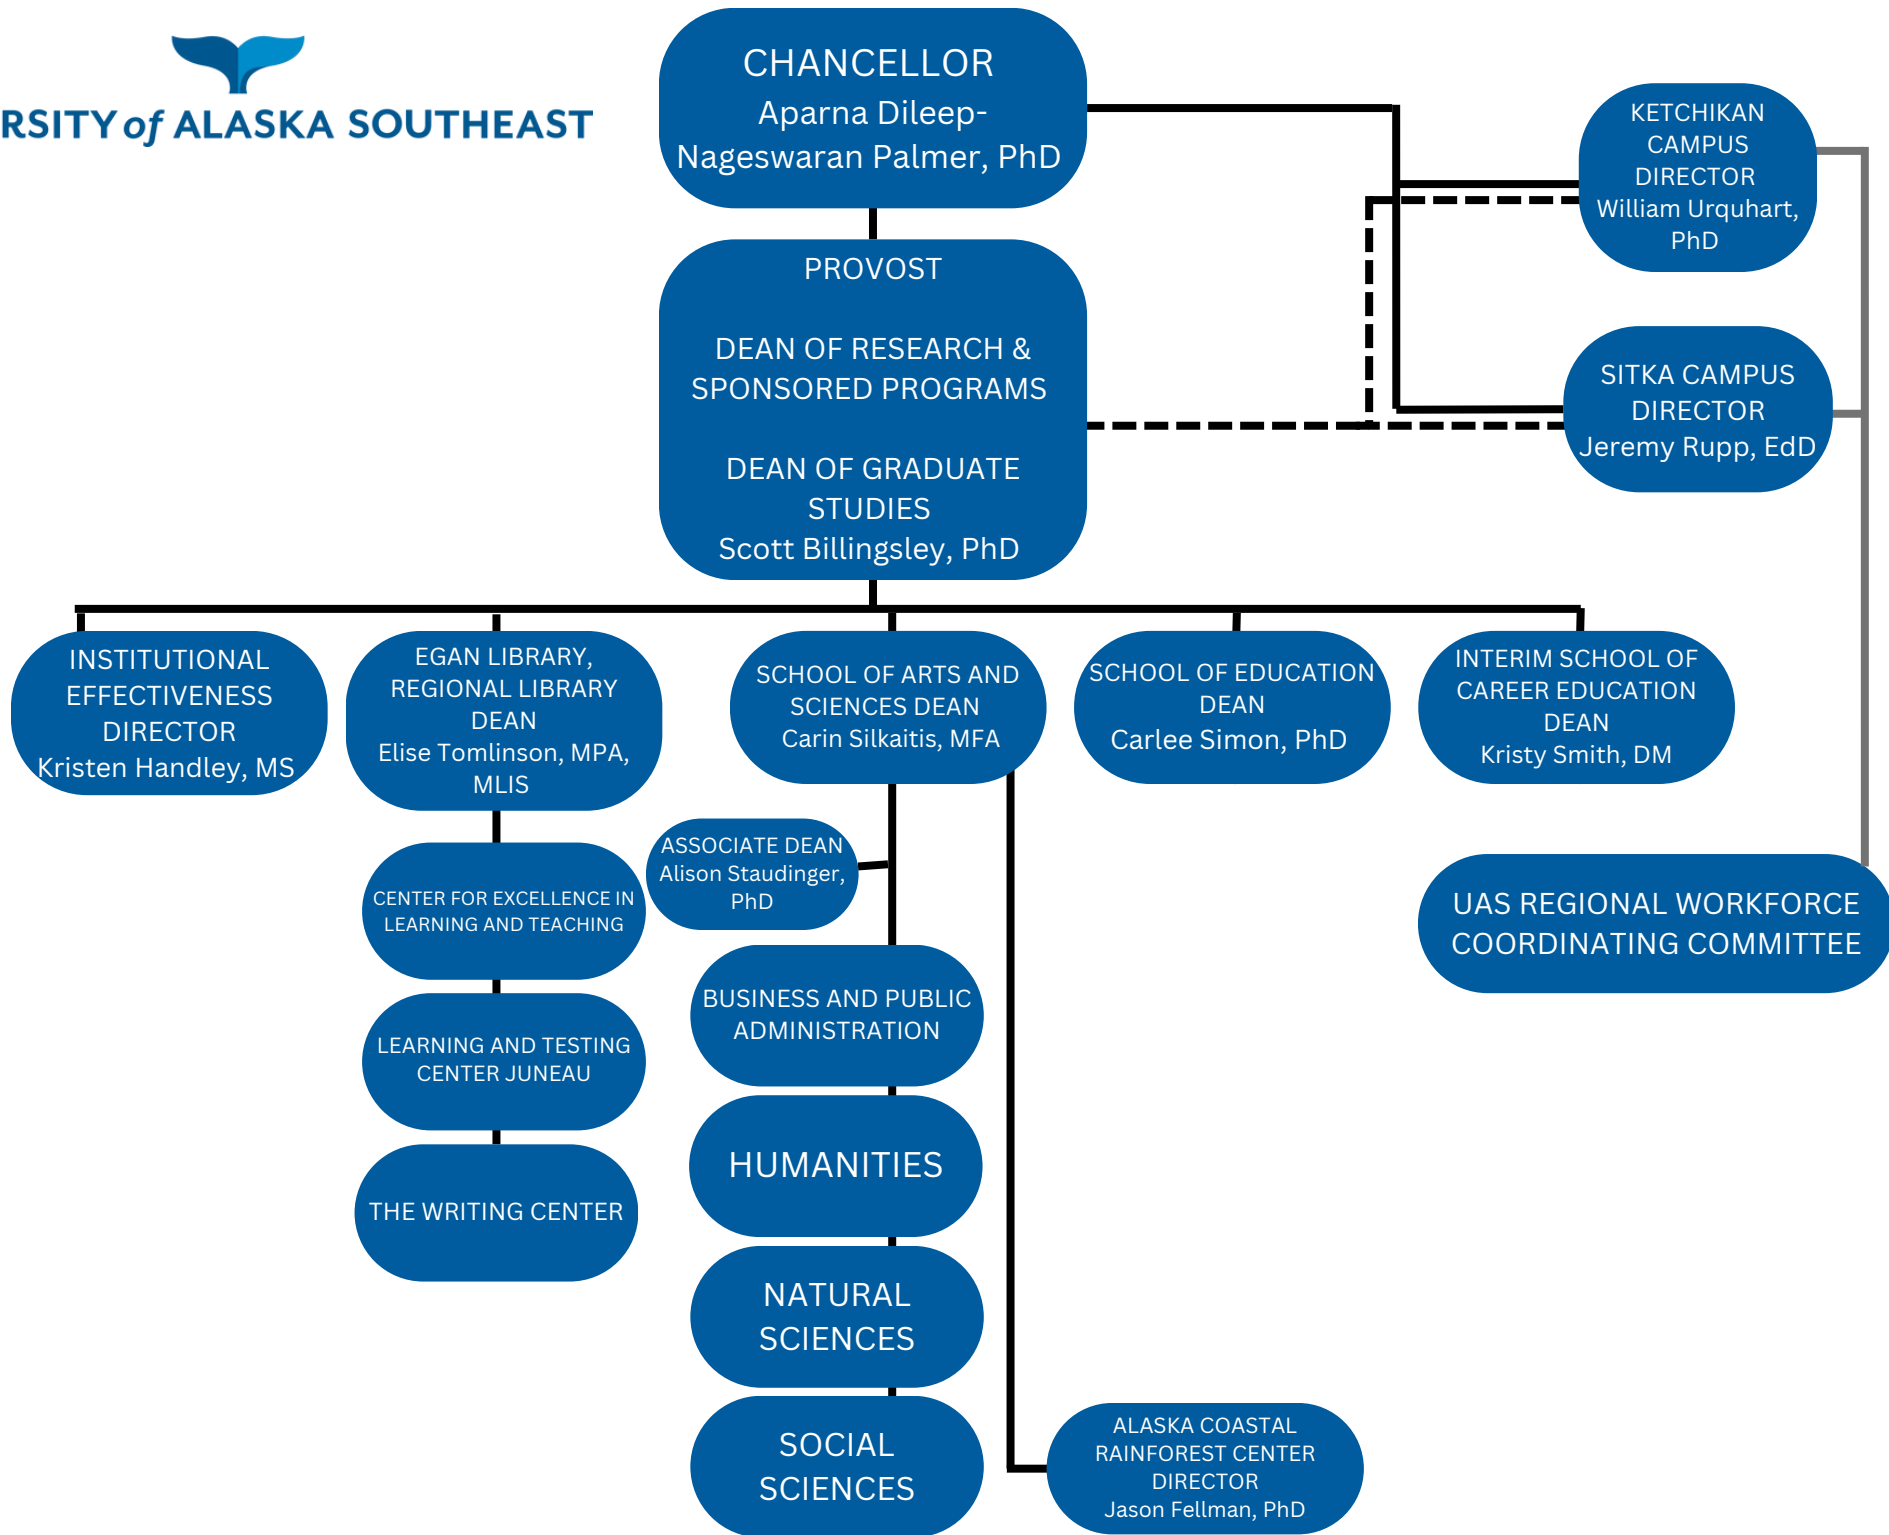 RSITY of ALASKA SOUTHEAST
CHANCELLOR
Aparna Dileep-
Nageswaran Palmer, PhD
KETCHIKAN
CAMPUS
DIRECTOR
William Urquhart,
PhD
PROVOST
DEAN OF RESEARCH &
SPONSORED PROGRAMS
DEAN OF GRADUATE
STUDIES
Scott Billingsley, PhD
SITKA CAMPUS
DIRECTOR
Jeremy Rupp, EdD
INSTITUTIONAL
EFFECTIVENESS
DIRECTOR
Kristen Handley, MS
EGAN LIBRARY,
REGIONAL LIBRARY
DEAN
Elise Tomlinson, MPA,
MLIS
SCHOOL OF ARTS AND
SCIENCES DEAN
Carin Silkaitis, MFA
SCHOOL OF EDUCATION
DEAN
Carlee Simon, PhD
INTERIM SCHOOL OF
CAREER EDUCATION
DEAN
Kristy Smith, DM
CENTER FOR EXCELLENCE IN
LEARNING AND TEACHING
LEARNING AND TESTING
CENTER JUNEAU
THE WRITING CENTER
ASSOCIATE DEAN
Alison Staudinger,
PhD
BUSINESS AND PUBLIC
ADMINISTRATION
HUMANITIES
NATURAL
SCIENCES
SOCIAL
SCIENCES
ALASKA COASTAL
RAINFOREST CENTER
DIRECTOR
Jason Fellman, PhD
UAS REGIONAL WORKFORCE
COORDINATING COMMITTEE